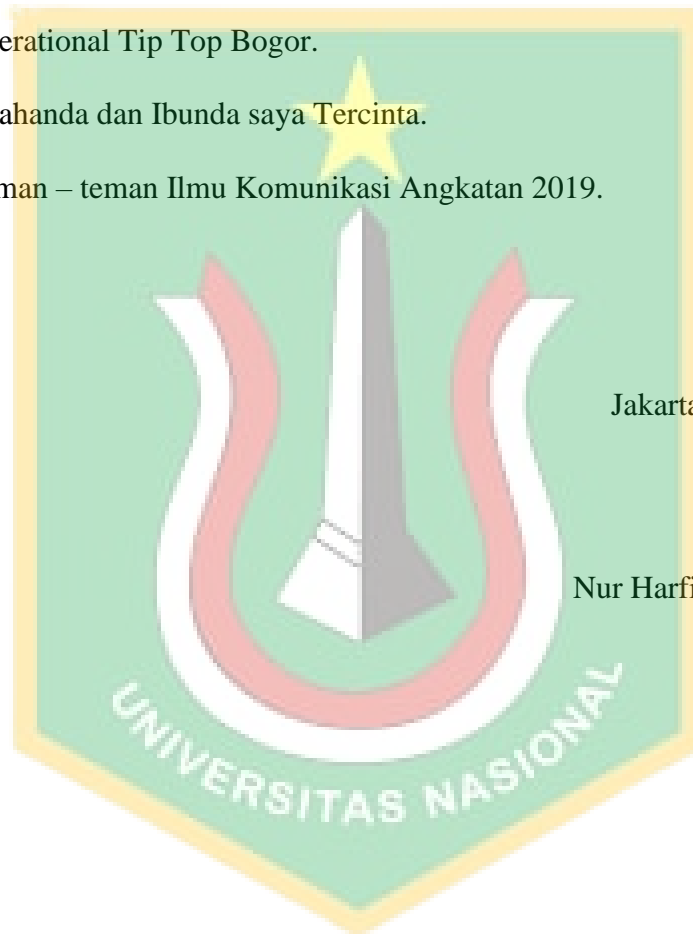 erational Tip Top Bogor.
ahanda dan Ibunda saya Tercinta.
man – teman Ilmu Komunikasi Angkatan 2019.
Jakarta
Nur Harfi
UNIVERSITAS NASIONAL